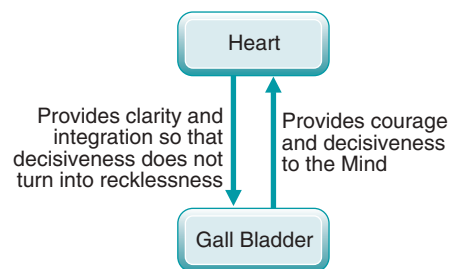 Heart
Provides clarity and
integration so that
decisiveness does not
turn into recklessness
Provides courage
and decisiveness
to the Mind
Gall Bladder